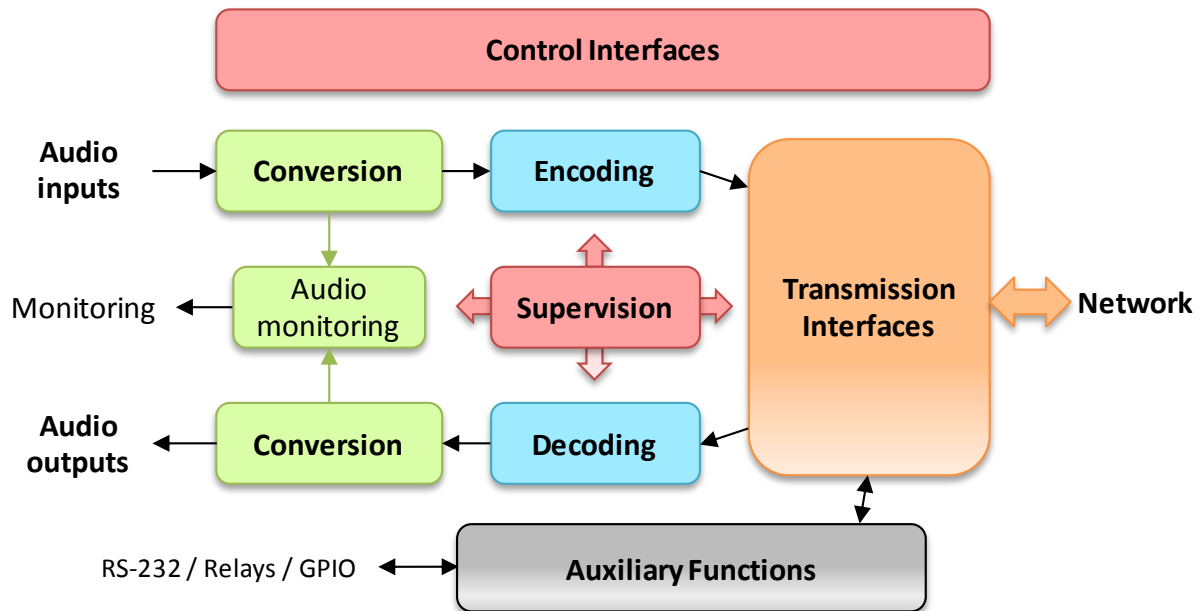 Control Interfaces
Audio
inputs
Conversion
Encoding
Transmission
Interfaces
Network
Monitoring
Audio
monitoring
Supervision
Audio
outputs
Conversion
Decoding
RS-232 / Relays / GPIO
Auxiliary Functions